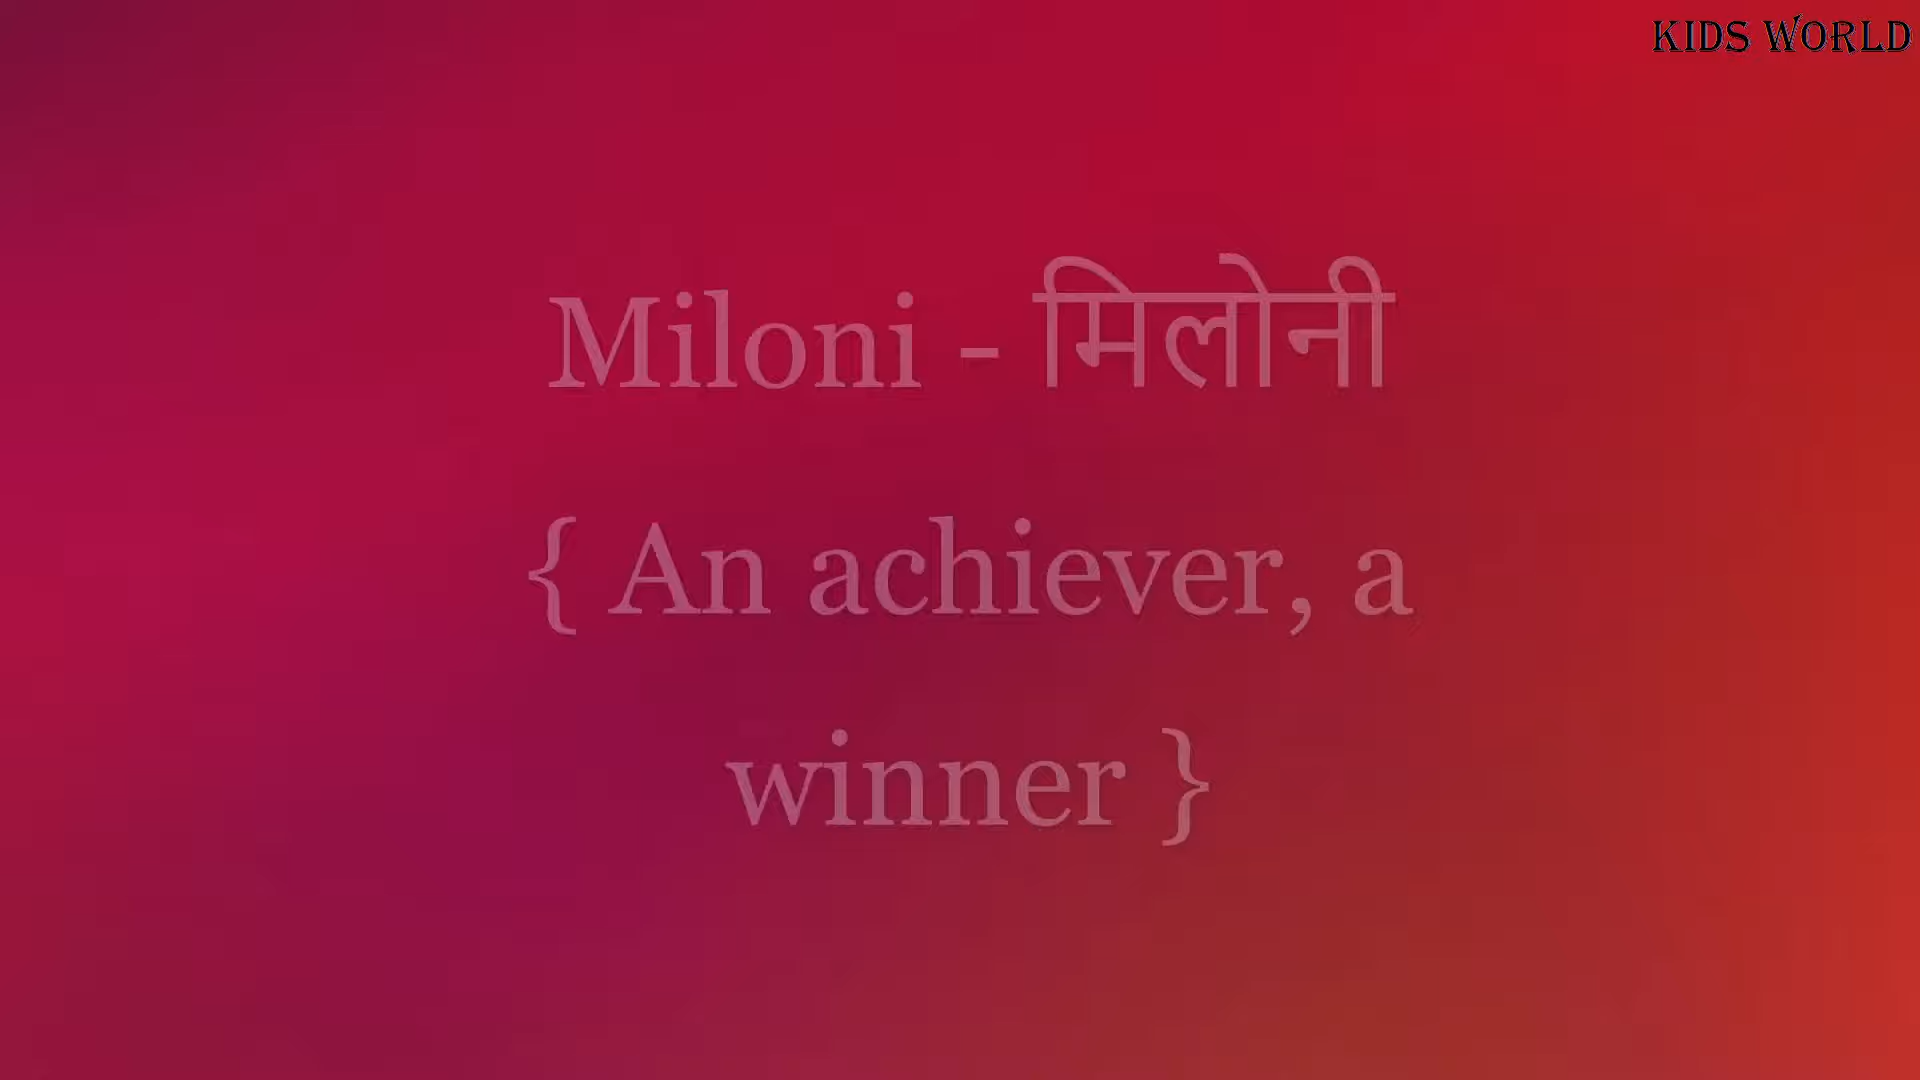 KIDS WORLD
Miloni - मिलोनी
{ An achiever, a
winner }